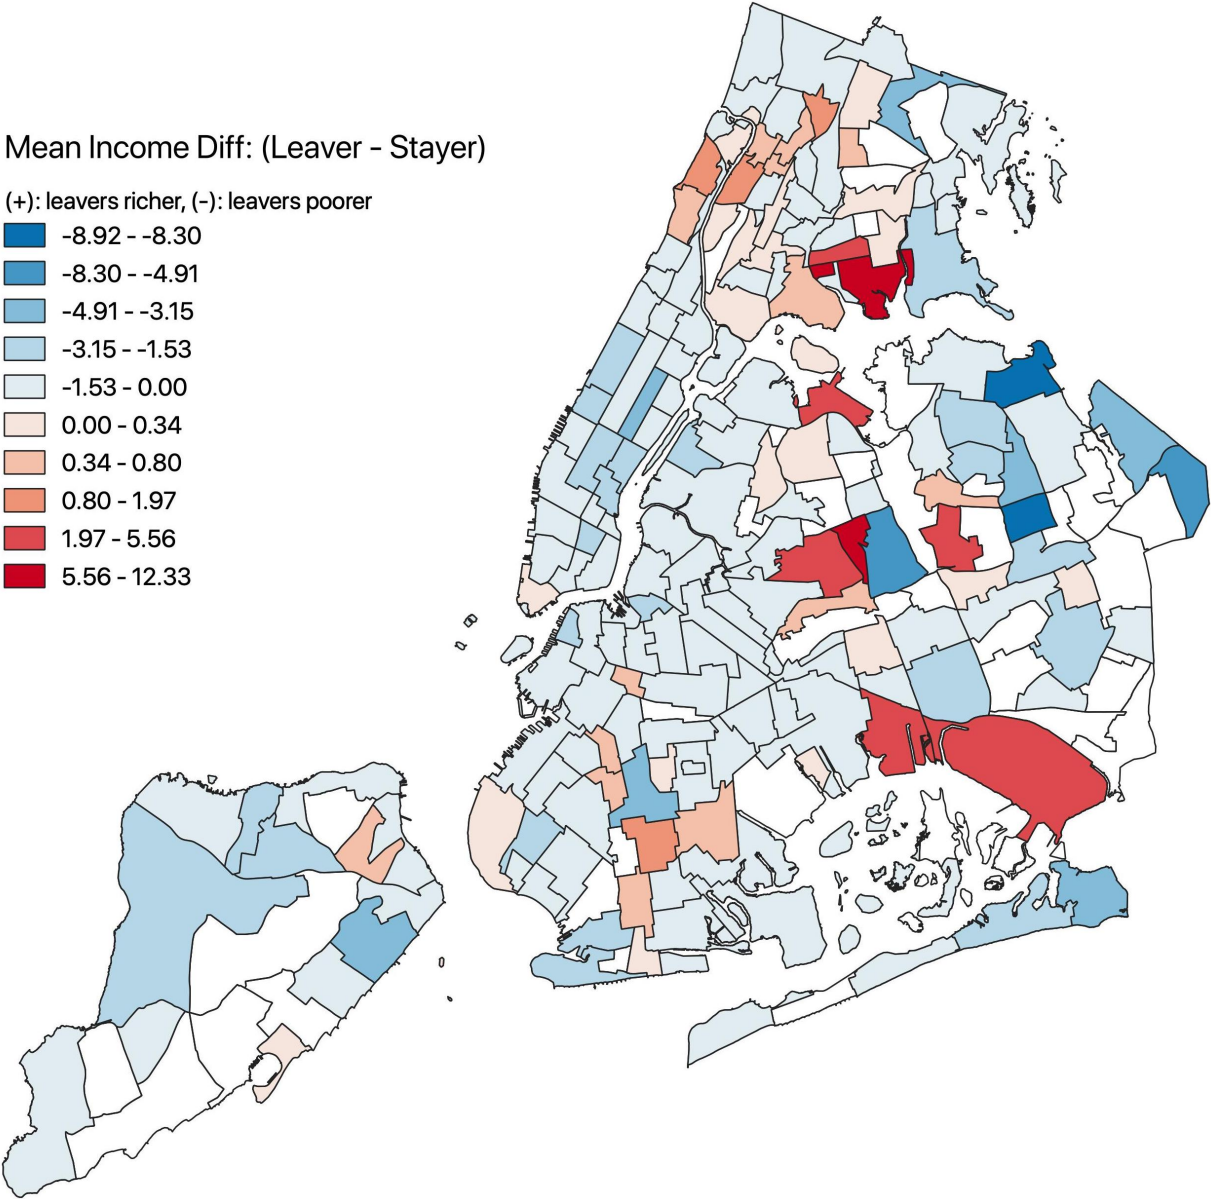 Mean Income Diff: (Leaver - Stayer)
(+): leavers richer, (-): leavers poorer
-8.92 - -8.30
-8.30 - -4.91
-4.91 - -3.15
-3.15 - -1.53
-1.53 - 0.00
0.00 - 0.34
0.34 - 0.80
0.80 - 1.97
1.97 - 5.56
5.56 - 12.33